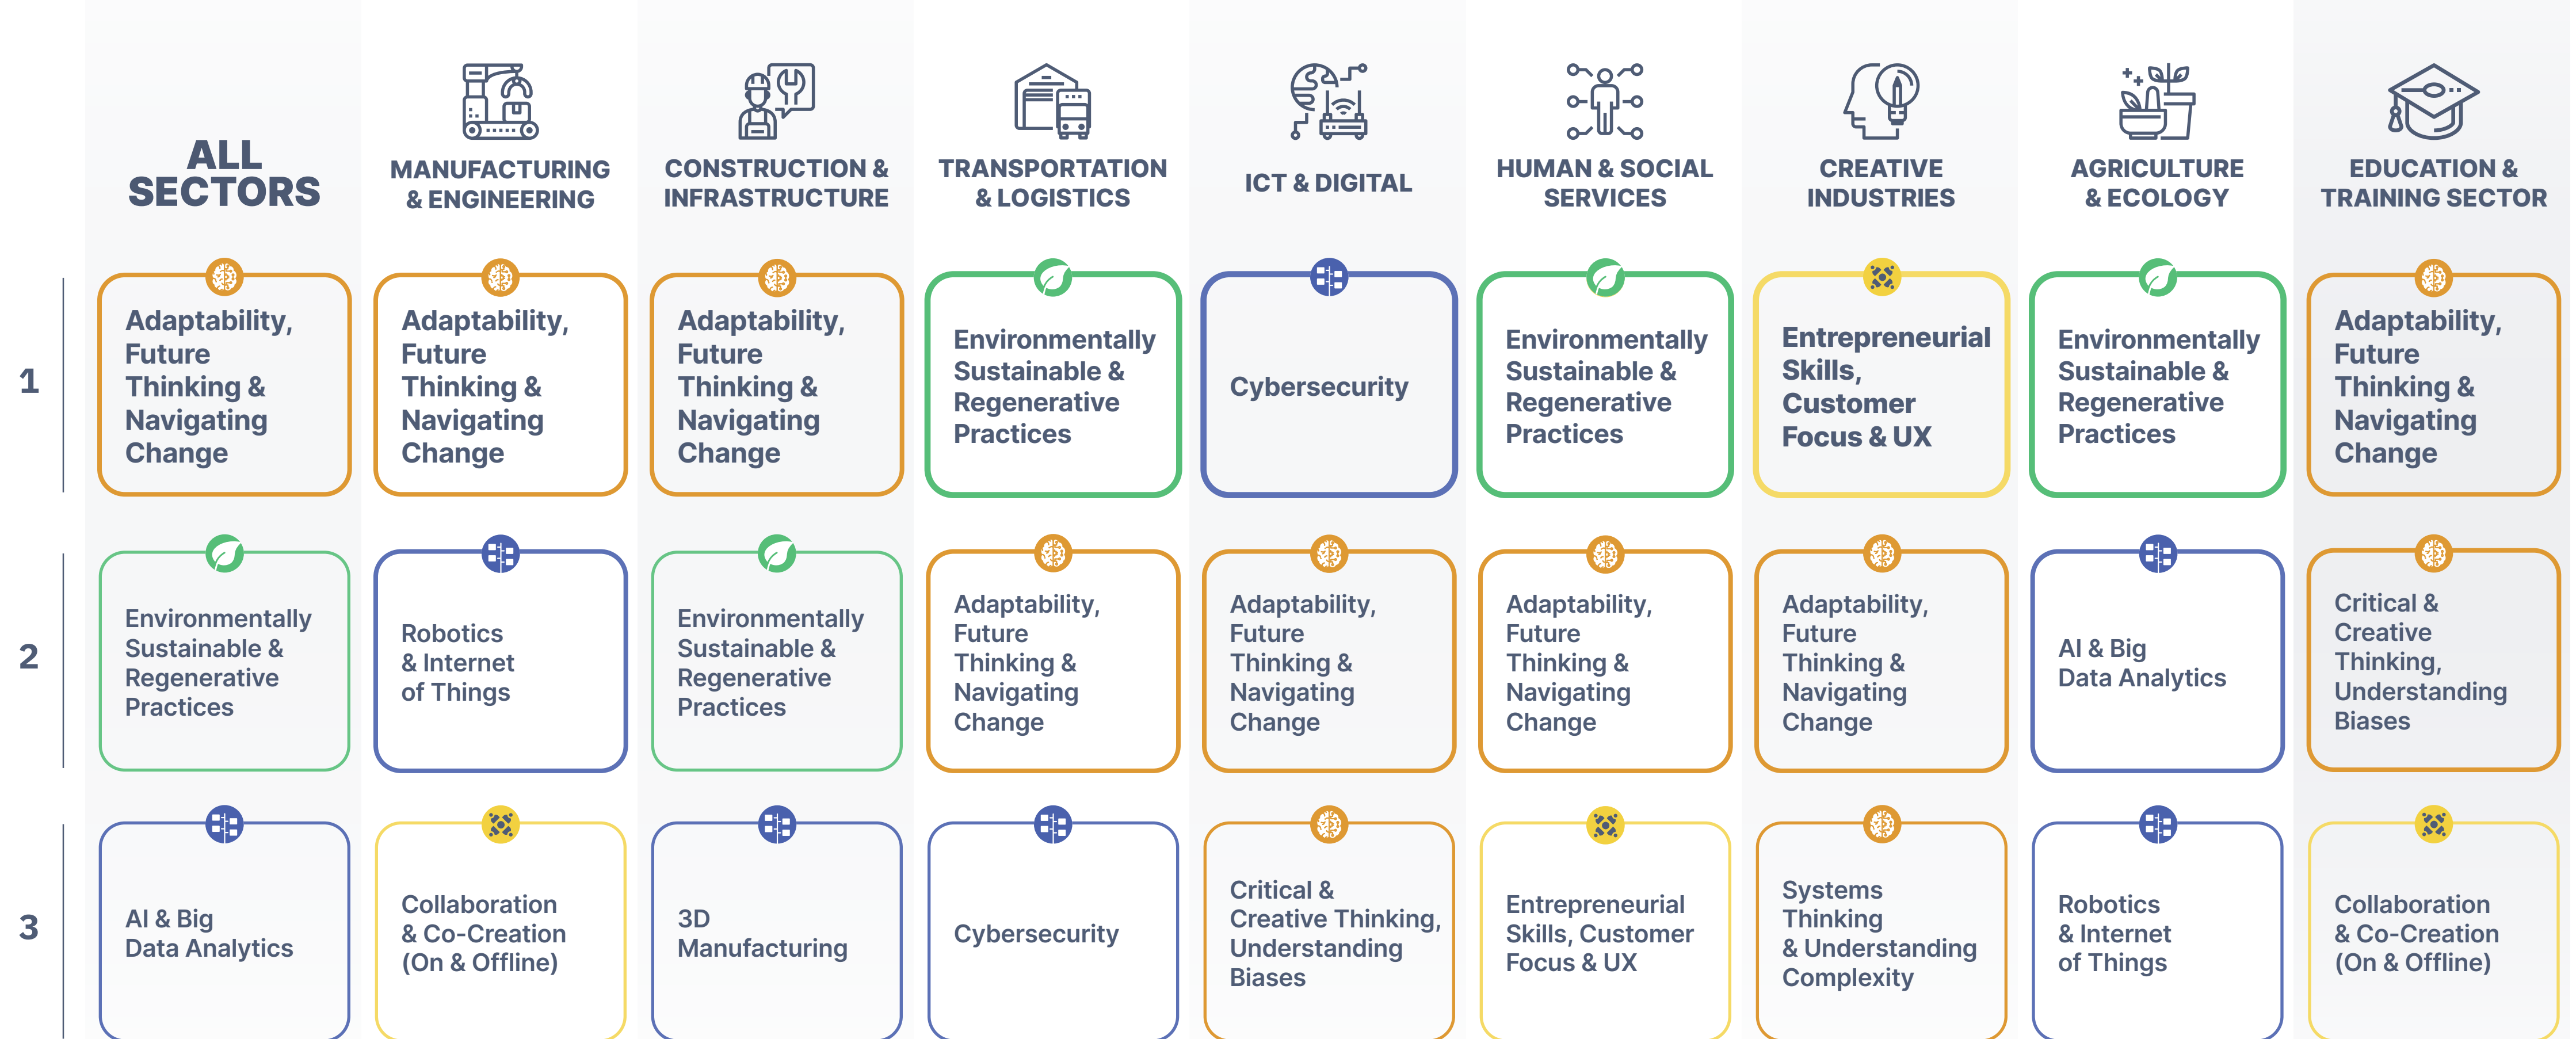 ALL
SECTORS
MANUFACTURING
& ENGINEERING
CONSTRUCTION &
INFRASTRUCTURE
TRANSPORTATION
& LOGISTICS
ICT & DIGITAL
HUMAN & SOCIAL
SERVICES
CREATIVE
INDUSTRIES
AGRICULTURE
& ECOLOGY
EDUCATION &
TRAINING SECTOR
1
Adaptability,
Future
Thinking &
Navigating
Change
Adaptability,
Future
Thinking &
Navigating
Change
Adaptability,
Future
Thinking &
Navigating
Change
Environmentally
Sustainable &
Regenerative
Practices
Cybersecurity
Environmentally
Sustainable &
Regenerative
Practices
Entrepreneurial
Skills,
Customer
Focus & UX
Environmentally
Sustainable &
Regenerative
Practices
Adaptability,
Future
Thinking &
Navigating
Change
2
Environmentally
Sustainable &
Regenerative
Practices
Robotics
& Internet
of Things
Environmentally
Sustainable &
Regenerative
Practices
Adaptability,
Future
Thinking &
Navigating
Change
Adaptability,
Future
Thinking &
Navigating
Change
Adaptability,
Future
Thinking &
Navigating
Change
Adaptability,
Future
Thinking &
Navigating
Change
AI & Big
Data Analytics
Critical &
Creative
Thinking,
Understanding
Biases
3
AI & Big
Data Analytics
Collaboration
& Co-Creation
(On & Offline)
3D
Manufacturing
Cybersecurity
Critical &
Creative Thinking,
Understanding
Biases
Entrepreneurial
Skills, Customer
Focus & UX
Systems
Thinking
& Understanding
Complexity
Robotics
& Internet
of Things
Collaboration
& Co-Creation
(On & Offline)